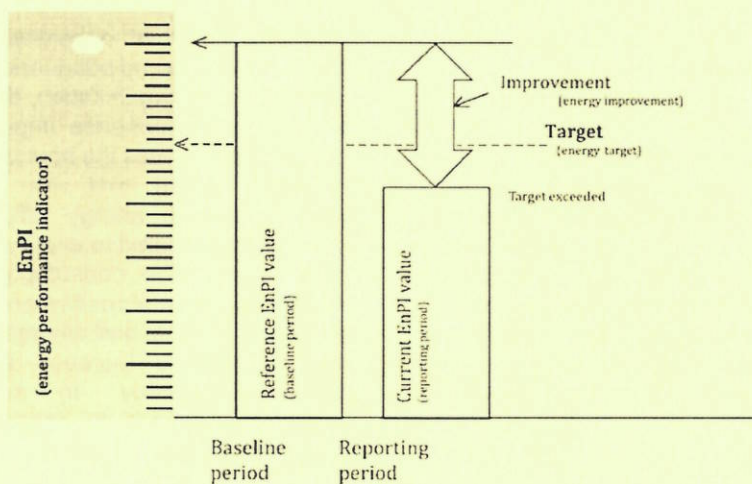 EnPI
(energy performance indicator)
Reference EnPI value
(baseline period)
Current EnPI value
(reporting period)
Improvement
(energy improvement)
Target
(energy target)
Target exceeded
Baseline
period
Reporting
period